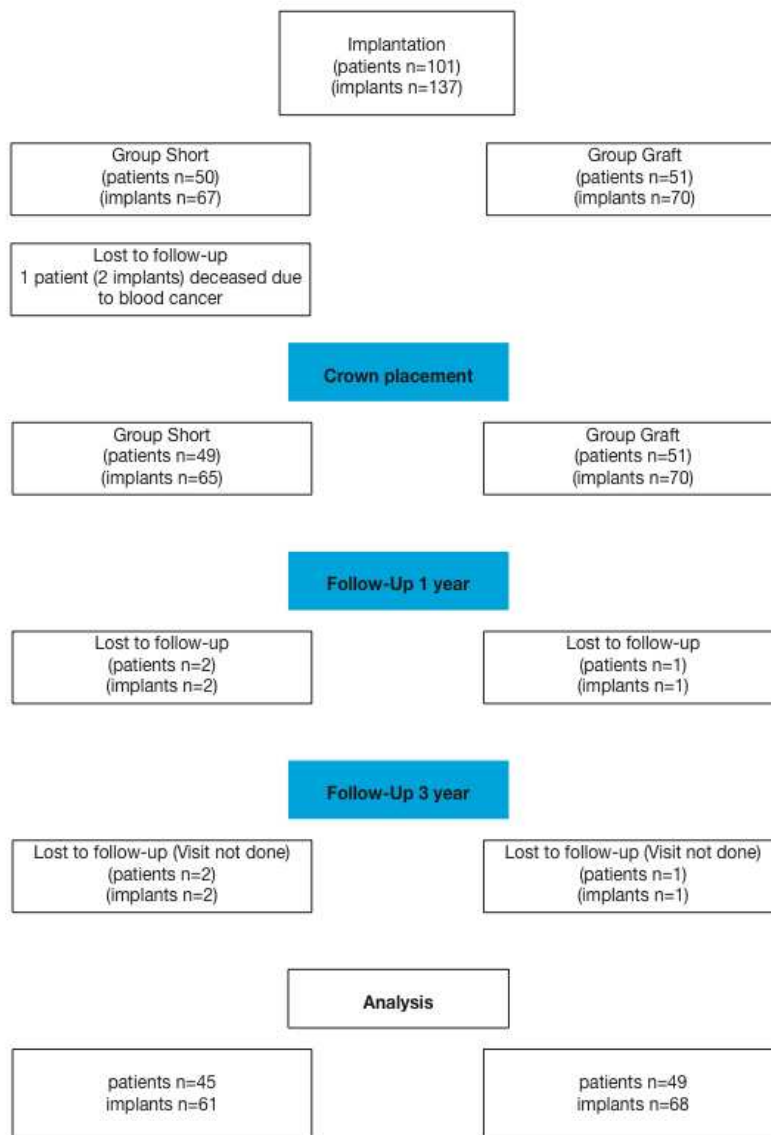 Implantation
(patients n=101)
(implants n=137)
Group Short
(patients n=50)
(implants n=67)
Group Graft
(patients n=51)
(implants n=70)
Lost to follow-up
1 patient (2 implants) deceased due
to blood cancer
Crown placement
Group Short
(patients n=49)
(implants n=65)
Group Graft
(patients n=51)
(implants n=70)
Follow-Up 1 year
Lost to follow-up
(patients n=2)
(implants n=2)
Lost to follow-up
(patients n=1)
(implants n=1)
Follow-Up 3 year
Lost to follow-up (Visit not done)
(patients n=2)
(implants n=2)
Lost to follow-up (Visit not done)
(patients n=1)
(implants n=1)
Analysis
patients n=45
implants n=61
patients n=49
implants n=68